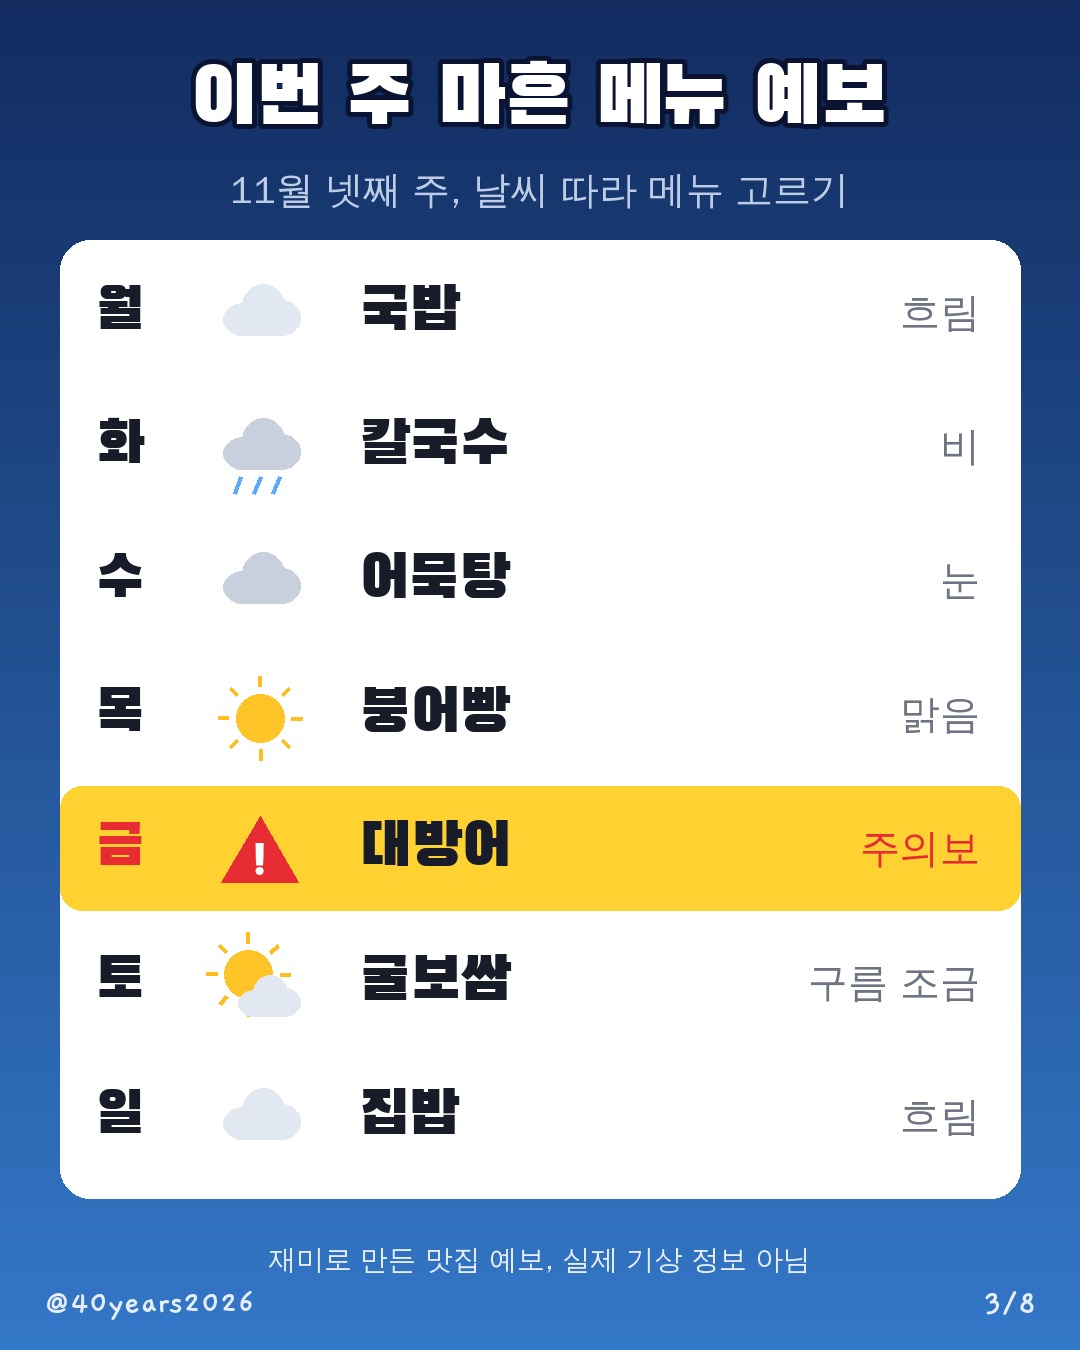 이번 주 마흔 메뉴 예보
11월 넷째 주, 날씨 따라 메뉴 고르기
월 국밥 흐림
화 칼국수 비
수 어묵탕 눈
목 붕어빵 맑음
금 ! 대방어 주의보
토 굴보쌈 구름 조금
일 집밥 흐림
재미로 만든 맛집 예보, 실제 기상 정보 아님
@40years2026 3/8